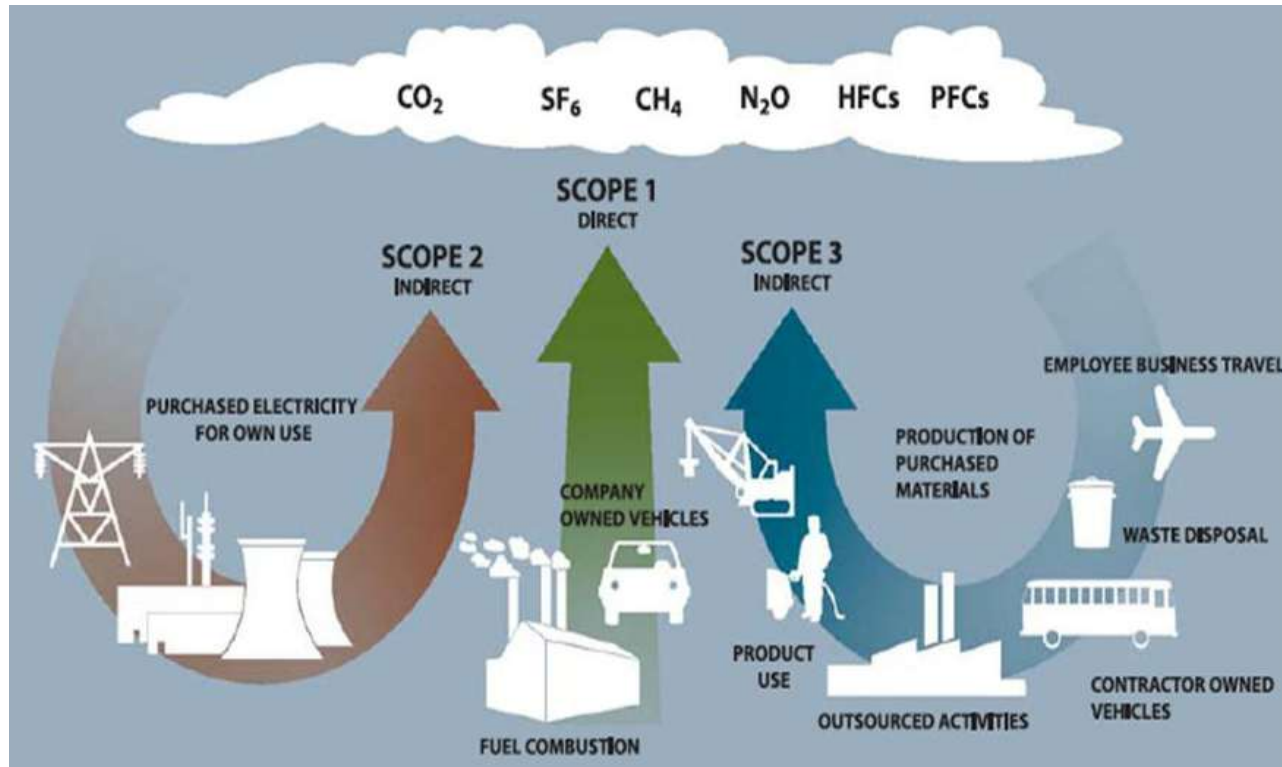 CO₂ SF₆ CH₄ N₂O HFCs PFCs
SCOPE 1
DIRECT
SCOPE 2
INDIRECT
SCOPE 3
INDIRECT
PURCHASED ELECTRICITY
FOR OWN USE
COMPANY
OWNED VEHICLES
FUEL COMBUSTION
EMPLOYEE BUSINESS TRAVEL
PRODUCTION OF
PURCHASED
MATERIALS
WASTE DISPOSAL
PRODUCT
USE
OUTSOURCED ACTIVITIES
CONTRACTOR OWNED
VEHICLES